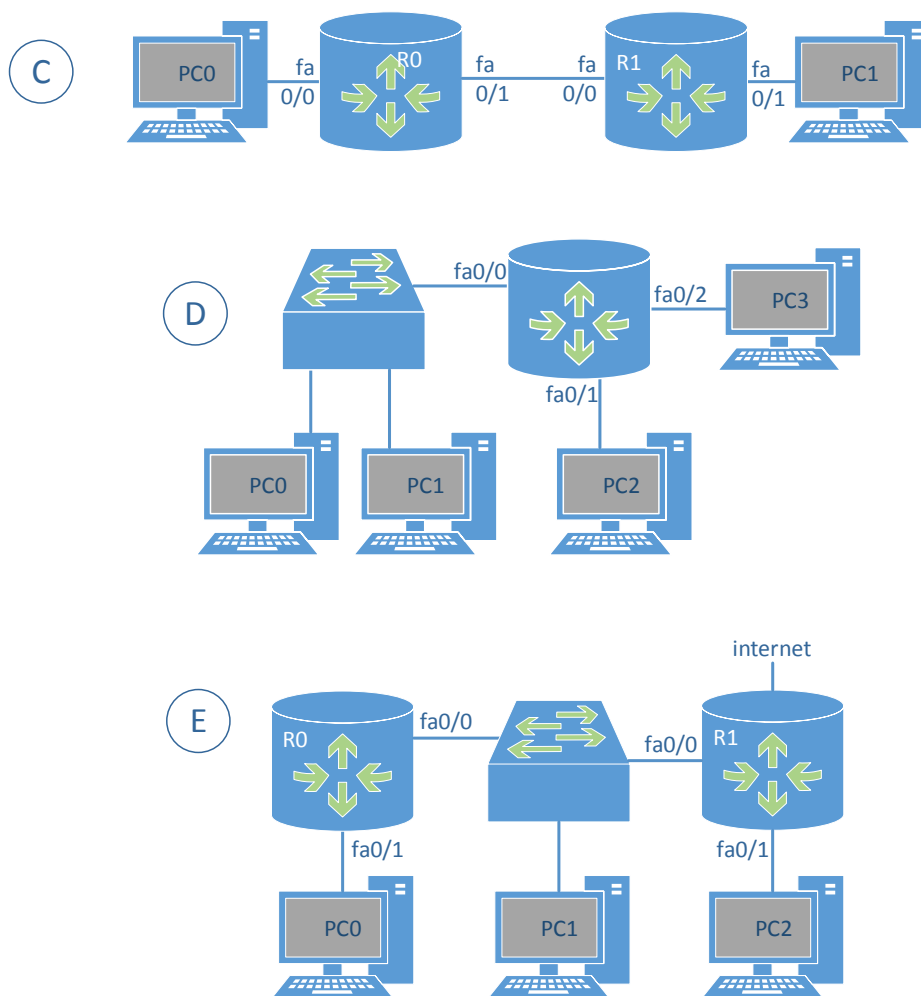 C
PC0
fa
0/0
R0
fa
0/1
fa
0/0
R1
fa
0/1
PC1
D
fa0/0
fa0/2
PC3
fa0/1
PC0
PC1
PC2
internet
E
R0
fa0/0
fa0/0
R1
fa0/1
fa0/1
PC0
PC1
PC2